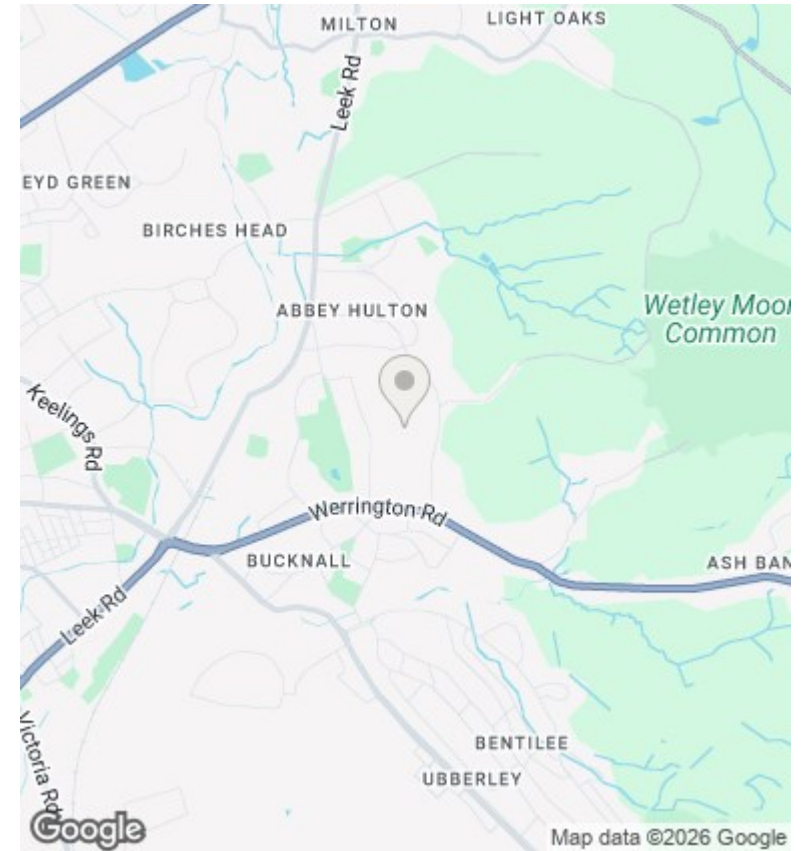 MILTON
LIGHT OAKS
Leek Rd
EYD GREEN
BIRCHES HEAD
ABBEY HULTON
Wetley Moor
Common
Keelings Rd
Werrington Rd
BUCKNALL
ASH BAN
Leek Rd
Victoria Rd
BENTILEE
UBBERLEY
Google
Map data ©2026 Google